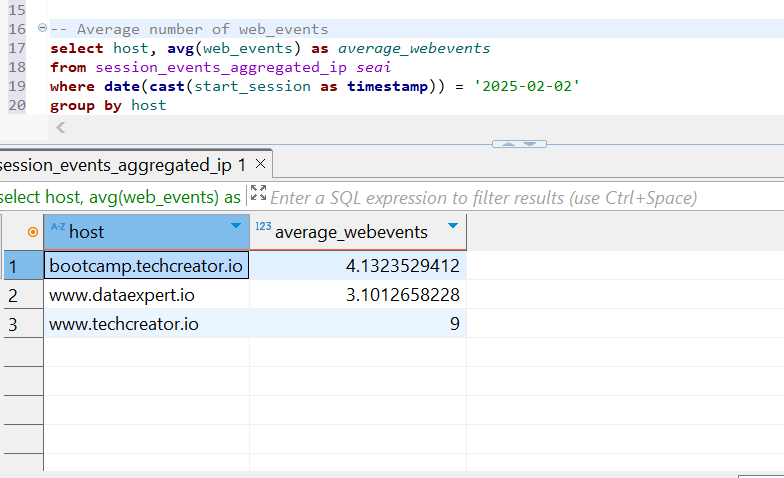 15
16 -- Average number of web_events
17 select host, avg(web_events) as average_webevents
18 from session_events_aggregated_ip seai
19 where date(cast(start_session as timestamp)) = '2025-02-02'
20 group by host
session_events_aggregated_ip 1
select host, avg(web_events) as Enter a SQL expression to filter results (use Ctrl+Space)
A-Z host 123 average_webevents
1 bootcamp.techcreator.io 4.1323529412
2 www.dataexpert.io 3.1012658228
3 www.techcreator.io 9